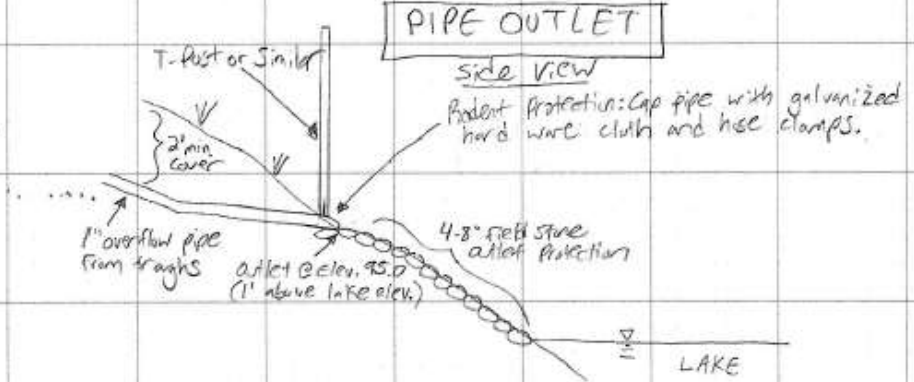 PIPE OUTLET
side view
T-Post or Similar
Rodent Protection: Cap pipe with galvanized
hard ware cloth and hose clamps.
2' min
cover
1" overflow pipe
from troughs
outlet @ elev. 95.0
(1' above lake elev.)
4-8" field stone
outlet protection
LAKE